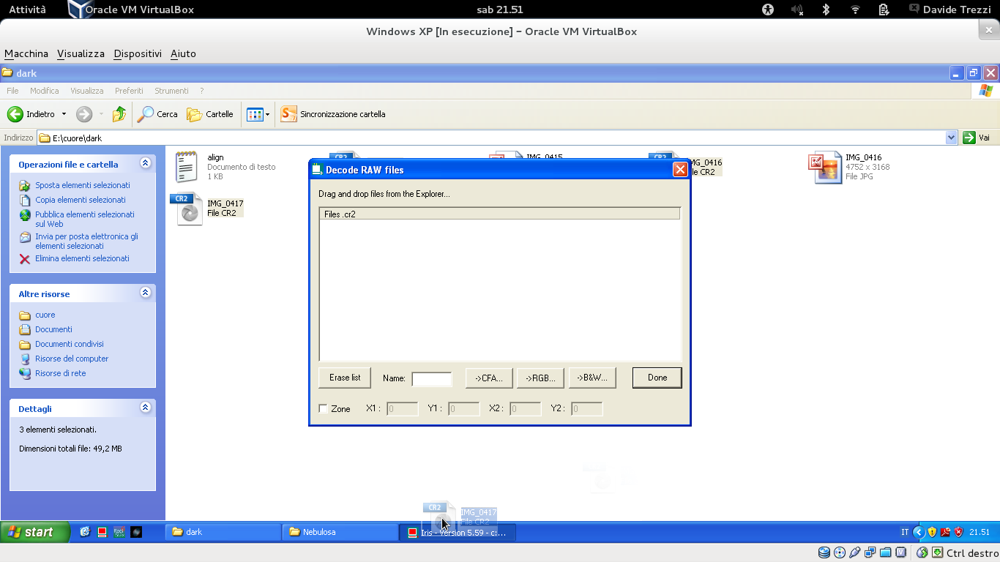 Attività Oracle VM VirtualBox sab 21.51 Davide Trezzi
Windows XP [In esecuzione] - Oracle VM VirtualBox
Macchina Visualizza Dispositivi Aiuto
dark
File Modifica Visualizza Preferiti Strumenti ?
Indietro Cerca Cartelle Sincronizzazione cartella
Indirizzo E:\cuore\dark Vai
Operazioni file e cartella
Sposta elementi selezionati
Copia elementi selezionati
Pubblica elementi selezionati
sul Web
Invia per posta elettronica gli
elementi selezionati
Elimina elementi selezionati
Altre risorse
cuore
Documenti
Documenti condivisi
Risorse del computer
Risorse di rete
Dettagli
3 elementi selezionati.
Dimensioni totali file: 49,2 MB
align
Documento di testo
1 KB
CR2
IMG_0415
CR2
IMG_0416
File CR2
IMG_0416
4752 x 3168
File JPG
CR2
IMG_0417
File CR2
Decode RAW files
Drag and drop files from the Explorer...
Files .cr2
Erase list Name: ->CFA... ->RGB... ->B&W... Done
Zone X1 : 0 Y1 : 0 X2 : 0 Y2 : 0
CR2
IMG_0417
File CR2
start dark Nebulosa Iris - Version 5.59 - c:... IT 21.51
Ctrl destro